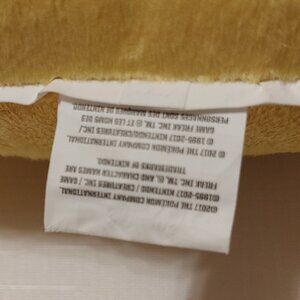 ©2017 THE POKÉMON
COMPANY INTERNATIONAL.
©1995-2017 NINTENDO/CREATURES INC./GAME
FREAK INC. TM, ® AND CHARACTER NAMES ARE
TRADEMARKS OF NINTENDO.
© 2017 THE POKÉMON COMPANY INTERNATIONAL.
© 1995-2017 NINTENDO/CREATURES INC./
GAME FREAK INC. TM, ® ET LES NOMS DES
PERSONNAGES SONT DES MARQUES DE NINTENDO.